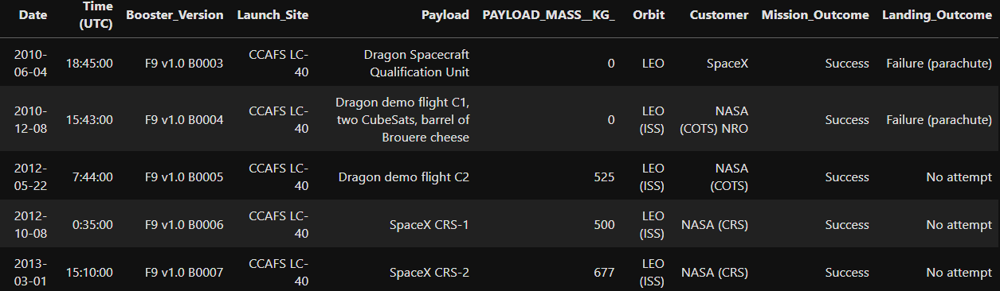 Date Time (UTC) Booster_Version Launch_Site Payload PAYLOAD_MASS__KG_ Orbit Customer Mission_Outcome Landing_Outcome
2010-06-04 18:45:00 F9 v1.0 B0003 CCAFS LC-40 Dragon Spacecraft Qualification Unit 0 LEO SpaceX Success Failure (parachute)
2010-12-08 15:43:00 F9 v1.0 B0004 CCAFS LC-40 Dragon demo flight C1, two CubeSats, barrel of Brouere cheese 0 LEO (ISS) NASA (COTS) NRO Success Failure (parachute)
2012-05-22 7:44:00 F9 v1.0 B0005 CCAFS LC-40 Dragon demo flight C2 525 LEO (ISS) NASA (COTS) Success No attempt
2012-10-08 0:35:00 F9 v1.0 B0006 CCAFS LC-40 SpaceX CRS-1 500 LEO (ISS) NASA (CRS) Success No attempt
2013-03-01 15:10:00 F9 v1.0 B0007 CCAFS LC-40 SpaceX CRS-2 677 LEO (ISS) NASA (CRS) Success No attempt